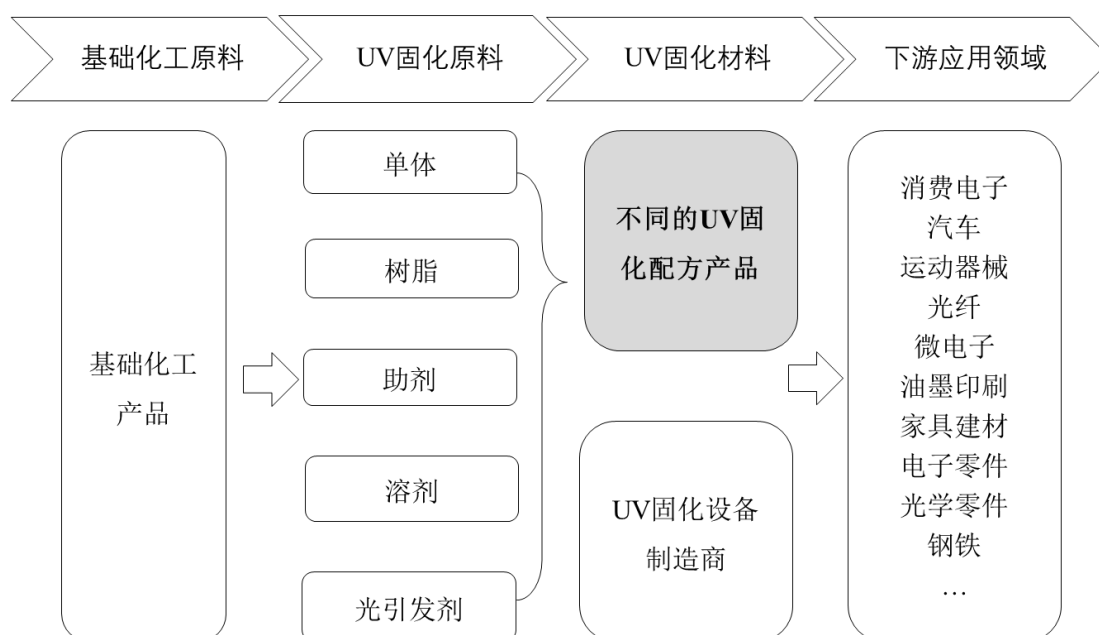 基础化工原料
UV固化原料
UV固化材料
下游应用领域
基础化工
产品
单体
树脂
助剂
溶剂
光引发剂
不同的UV固
化配方产品
UV固化设备
制造商
消费电子
汽车
运动器械
光纤
微电子
油墨印刷
家具建材
电子零件
光学零件
钢铁
…